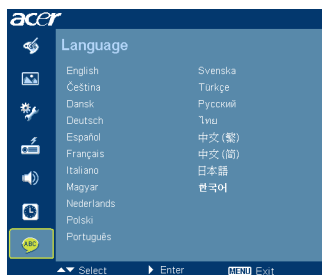 acer
Language
English
Čeština
Dansk
Deutsch
Español
Français
Italiano
Magyar
Nederlands
Polski
Português
Svenska
Türkçe
Русский
ไทย
中文 (繁)
中文 (简)
日本語
한국어
ABC
▲▼ Select ▶ Enter MENU Exit